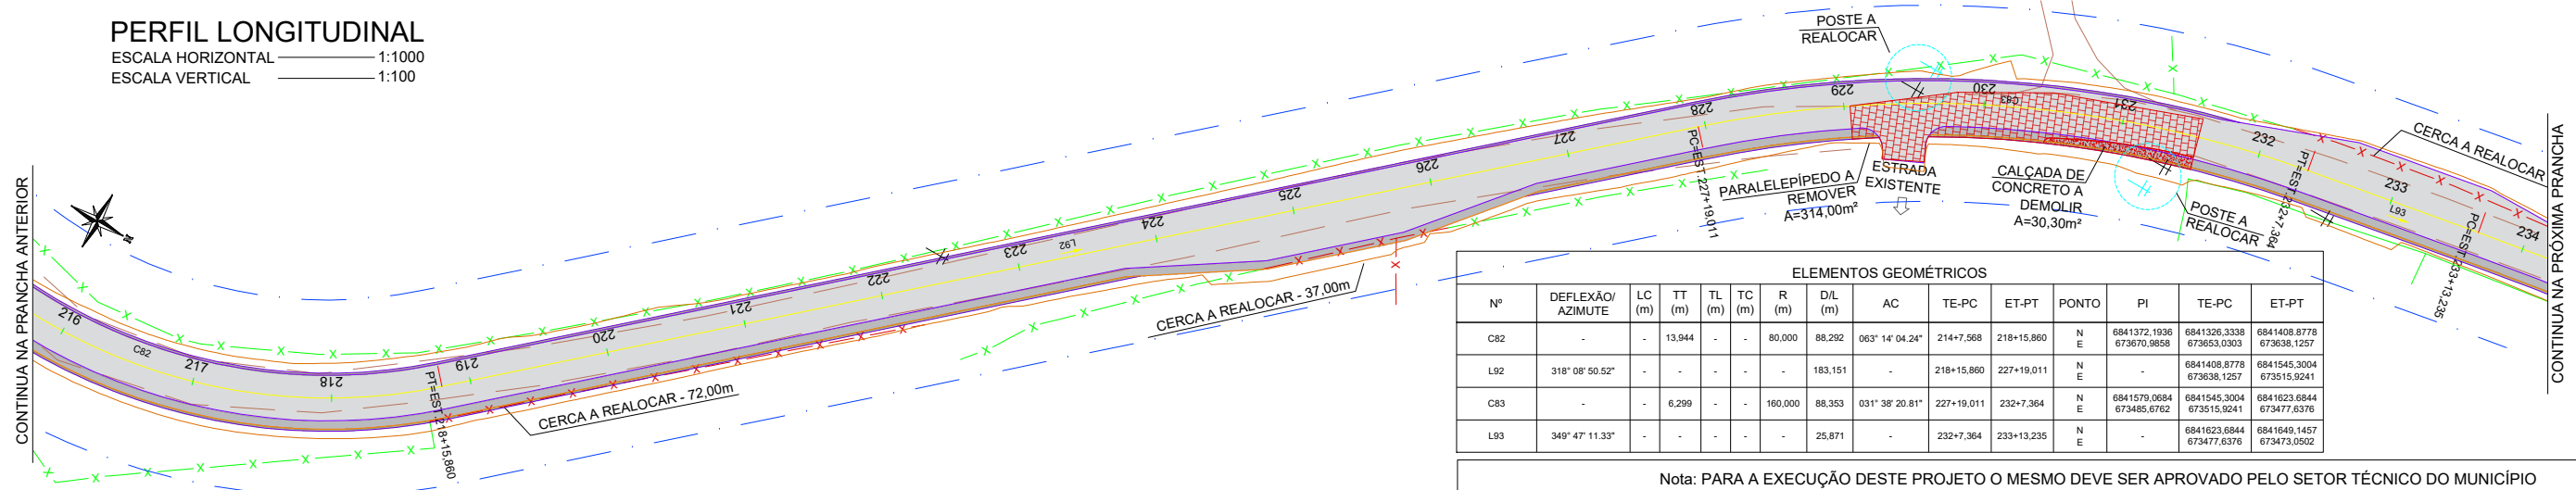 PERFIL LONGITUDINAL
ESCALA HORIZONTAL 1:1000
ESCALA VERTICAL 1:100
CONTINUA NA PRANCHA ANTERIOR
216
C82
217
218
PT=EST.218+15,860
219
220
221
222
223
L92
224
225
226
227
228
PC=EST.227+19,011
229
230
C83
231
232
PT=EST.232+7,364
233
L93
PC=EST.233+13,235
234
CERCA A REALOCAR - 72,00m
CERCA A REALOCAR - 37,00m
POSTE A
REALOCAR
PARALELEPÍPEDO A
REMOVER
A=314,00m²
ESTRADA
EXISTENTE
CALÇADA DE
CONCRETO A
DEMOLIR
A=30,30m²
POSTE A
REALOCAR
CERCA A REALOCAR
CONTINUA NA PRÓXIMA PRANCHA
ELEMENTOS GEOMÉTRICOS
Nº DEFLEXÃO/ AZIMUTE LC (m) TT (m) TL (m) TC (m) R (m) D/L (m) AC TE-PC ET-PT PONTO PI TE-PC ET-PT
C82 - - 13,944 - - 80,000 88,292 063° 14' 04.24" 214+7,568 218+15,860 N 6841372,1936 6841326,3338 6841408.8778
E 673670,9858 673653,0303 673638,1257
L92 318° 08' 50.52" - - - - - 183,151 - 218+15,860 227+19,011 N - 6841408,8778 6841545,3004
E 673638,1257 673515,9241
C83 - - 6,299 - - 160,000 88,353 031° 38' 20.81" 227+19,011 232+7,364 N 6841579,0684 6841545,3004 6841623.6844
E 673485,6762 673515,9241 673477,6376
L93 349° 47' 11.33" - - - - - 25,871 - 232+7,364 233+13,235 N - 6841623,6844 6841649,1457
E 673477,6376 673473,0502
Nota: PARA A EXECUÇÃO DESTE PROJETO O MESMO DEVE SER APROVADO PELO SETOR TÉCNICO DO MUNICÍPIO